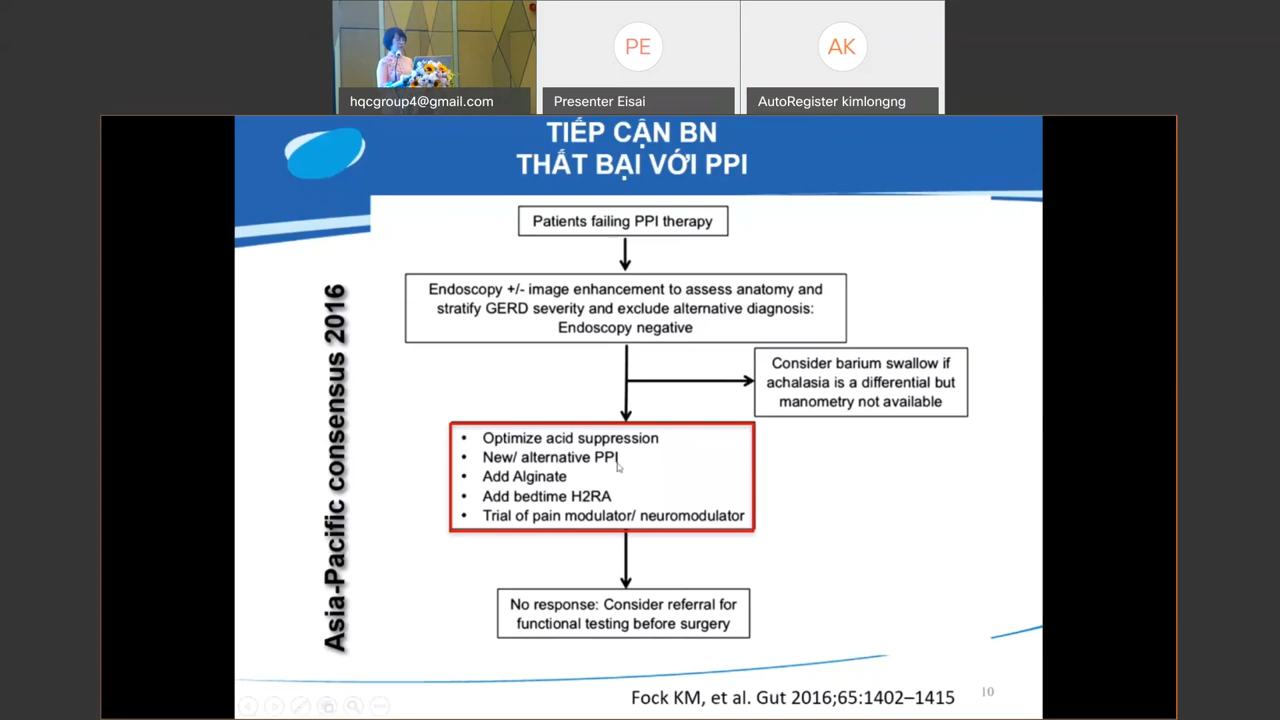 PE
AK
hqcgroup4@gmail.com
Presenter Eisai
AutoRegister kimlongng
TIẾP CẬN BN
THẤT BẠI VỚI PPI
Asia-Pacific consensus 2016
Patients failing PPI therapy
Endoscopy +/- image enhancement to assess anatomy and
stratify GERD severity and exclude alternative diagnosis:
Endoscopy negative
Consider barium swallow if
achalasia is a differential but
manometry not available
• Optimize acid suppression
• New/ alternative PPI
• Add Alginate
• Add bedtime H2RA
• Trial of pain modulator/ neuromodulator
No response: Consider referral for
functional testing before surgery
Fock KM, et al. Gut 2016;65:1402–1415
10